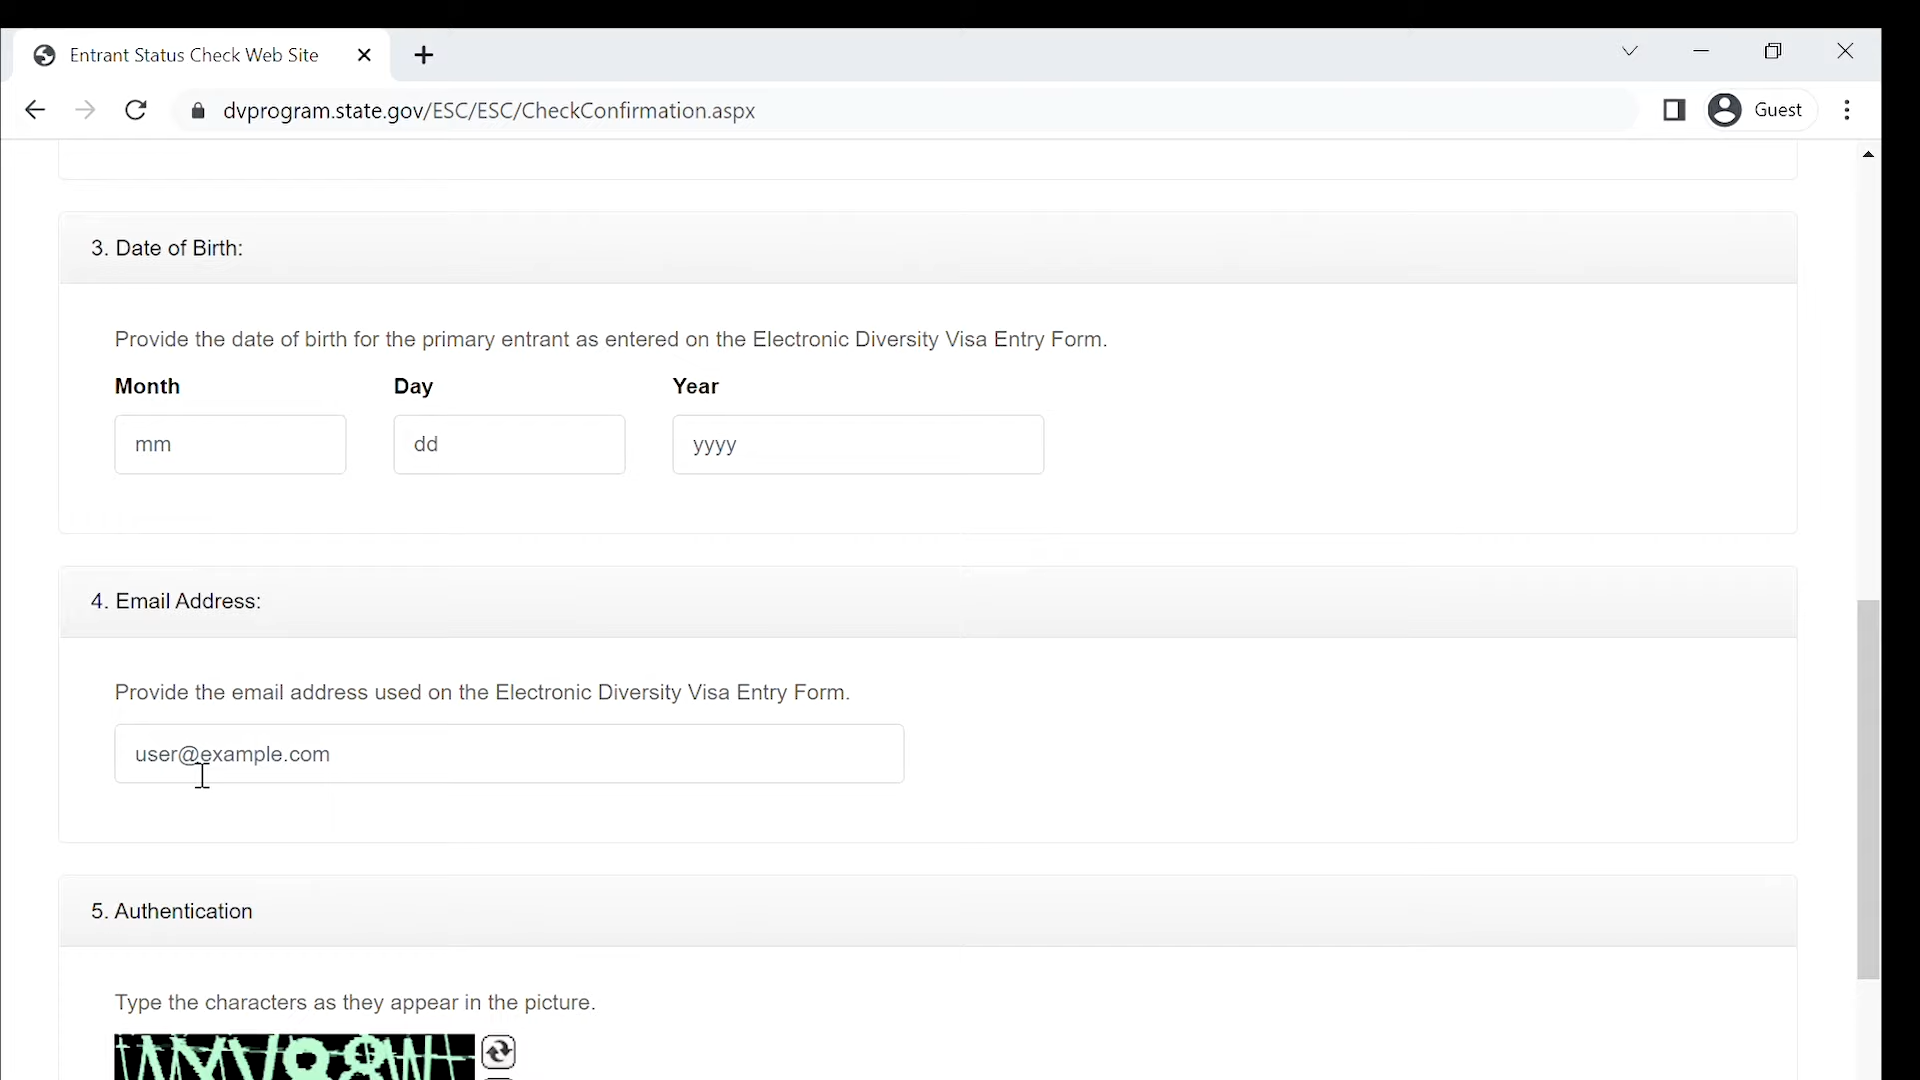 Entrant Status Check Web Site
dvprogram.state.gov/ESC/ESC/CheckConfirmation.aspx
Guest
3. Date of Birth:
Provide the date of birth for the primary entrant as entered on the Electronic Diversity Visa Entry Form.
Month Day Year
mm dd yyyy
4. Email Address:
Provide the email address used on the Electronic Diversity Visa Entry Form.
user@example.com
5. Authentication
Type the characters as they appear in the picture.